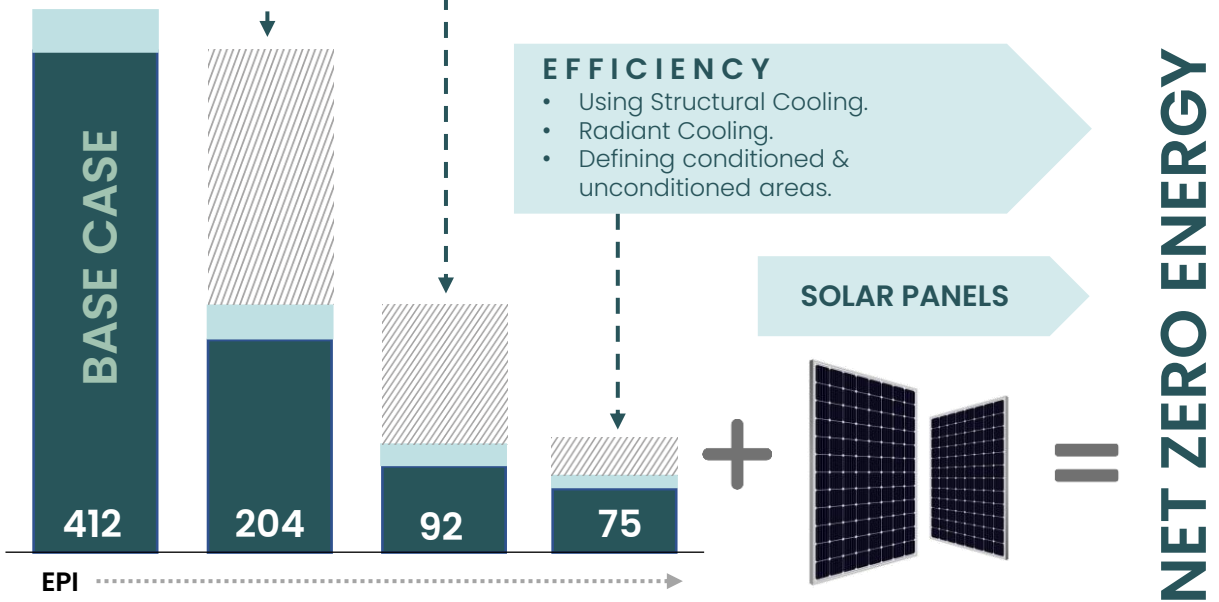 BASE CASE
412
204
92
75
EPI
EFFICIENCY
• Using Structural Cooling.
• Radiant Cooling.
• Defining conditioned &
unconditioned areas.
SOLAR PANELS
+
=
NET ZERO ENERGY